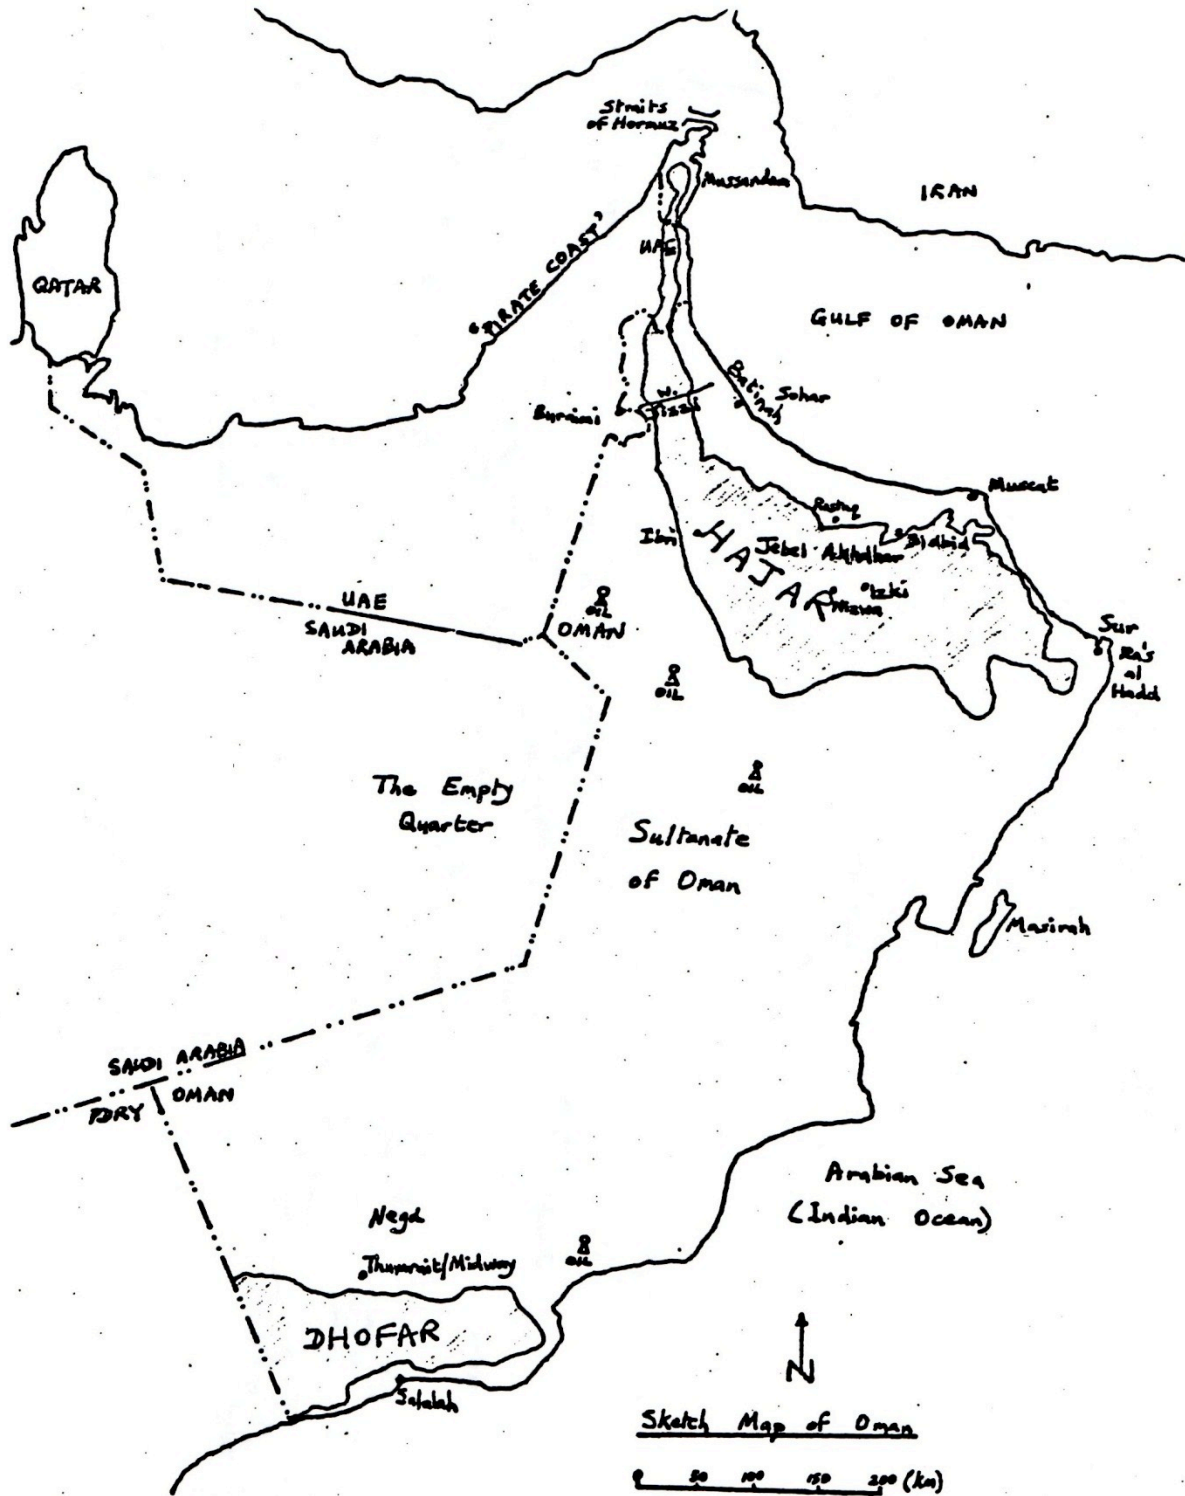 Straits
of Hormuz
Mussandam
IRAN
QATAR
'PIRATE COAST'
UAE
GULF OF OMAN
Batinah
Sohar
W.
Jizzi
Buraimi
Muscat
Rostaq
Bidbid
Ibri
Jebel Akhdhar
HAJAR
Izki
Nizwa
UAE
SAUDI
ARABIA
OIL
OMAN
Sur
Ra's
al
Hadd
OIL
OIL
The Empty
Quarter
Sultanate
of Oman
Masirah
SAUDI ARABIA
PDRY OMAN
Arabian Sea
(Indian Ocean)
Negd
Thumrait/Midway
OIL
DHOFAR
Salalah
N
Sketch Map of Oman
0 50 100 150 200 (km)